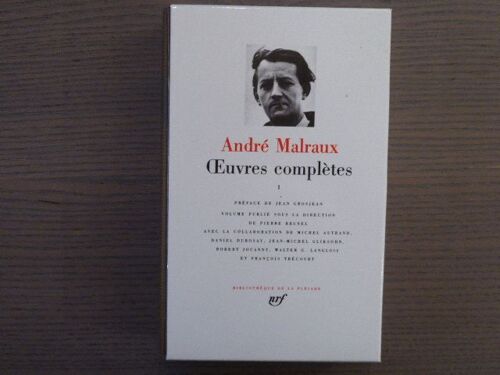 André Malraux
Œuvres complètes
I
PRÉFACE DE JEAN GROSJEAN
VOLUME PUBLIÉ SOUS LA DIRECTION
DE PIERRE BRUNEL
AVEC LA COLLABORATION DE MICHEL AUTRAND,
DANIEL DUROSAY, JEAN-MICHEL GLIKSOHN,
ROBERT JOUANNY, WALTER G. LANGLOIS
ET FRANÇOIS TRÉCOURT
BIBLIOTHÈQUE DE LA PLÉIADE
nrf